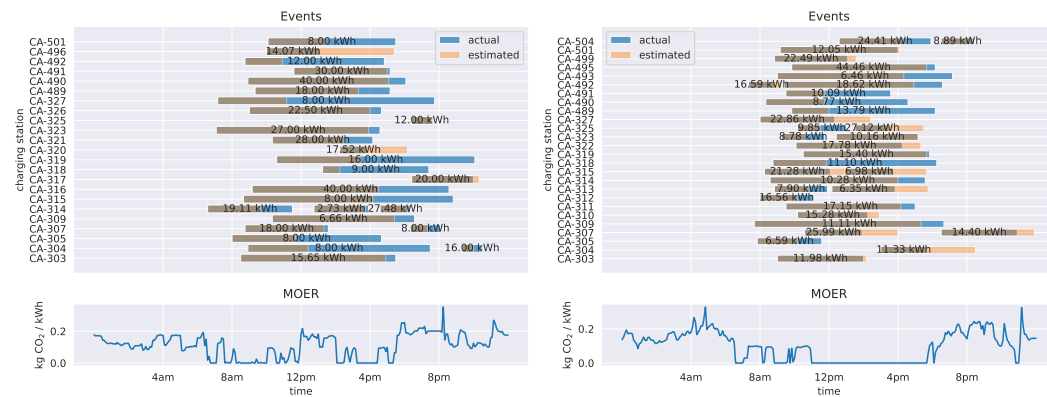 Events
charging station
CA-501
CA-496
CA-492
CA-491
CA-490
CA-489
CA-327
CA-326
CA-325
CA-323
CA-321
CA-320
CA-319
CA-318
CA-317
CA-316
CA-315
CA-314
CA-309
CA-307
CA-305
CA-304
CA-303
8.00 kWh
14.07 kWh
12.00 kWh
30.00 kWh
40.00 kWh
18.00 kWh
8.00 kWh
22.50 kWh
12.00 kWh
27.00 kWh
28.00 kWh
17.52 kWh
16.00 kWh
9.00 kWh
20.00 kWh
40.00 kWh
8.00 kWh
19.11 kWh 2.73 kWh 27.48 kWh
6.66 kWh
18.00 kWh 8.00 kWh
8.00 kWh
8.00 kWh 16.00 kWh
15.65 kWh
actual
estimated
MOER
kg CO2 / kWh
0.2
0.0
4am 8am 12pm 4pm 8pm
time
Events
charging station
CA-504
CA-501
CA-499
CA-495
CA-493
CA-492
CA-491
CA-490
CA-489
CA-327
CA-325
CA-323
CA-322
CA-319
CA-318
CA-315
CA-314
CA-313
CA-312
CA-311
CA-310
CA-309
CA-307
CA-305
CA-304
CA-303
24.41 kWh 8.89 kWh
12.05 kWh
22.49 kWh
44.46 kWh
6.46 kWh
16.59 kWh 18.62 kWh
10.09 kWh
8.77 kWh
13.79 kWh
22.86 kWh
9.85 kWh 27.12 kWh
8.78 kWh 10.16 kWh
17.78 kWh
15.40 kWh
11.10 kWh
21.28 kWh 6.98 kWh
10.28 kWh
7.90 kWh 6.35 kWh
16.56 kWh
17.15 kWh
15.28 kWh
11.11 kWh
25.99 kWh 14.40 kWh
6.59 kWh
11.33 kWh
11.98 kWh
actual
estimated
MOER
kg CO2 / kWh
0.2
0.0
4am 8am 12pm 4pm 8pm
time